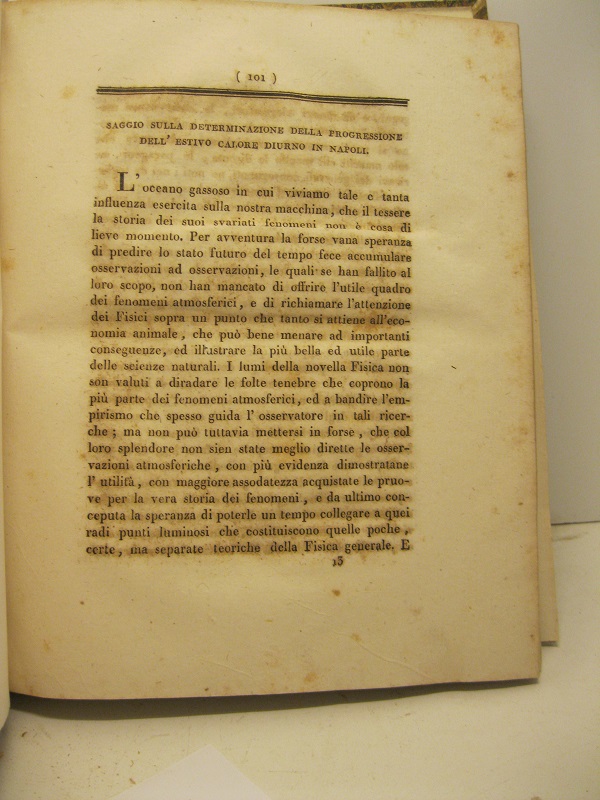 ( 101 )
SAGGIO SULLA DETERMINAZIONE DELLA PROGRESSIONE
DELL' ESTIVO CALORE DIURNO IN NAPOLI.
L'oceano gassoso in cui viviamo tale e tanta
influenza esercita sulla nostra macchina, che il tessere
la storia dei suoi svariati fenomeni non è cosa di
lieve momento. Per avventura la forse vana speranza
di predire lo stato futuro del tempo fece accumulare
osservazioni ad osservazioni, le quali se han fallito al
loro scopo, non han mancato di offrire l'utile quadro
dei fenomeni atmosferici, e di richiamare l'attenzione
dei Fisici sopra un punto che tanto si attiene all'eco-
nomia animale, che può bene menare ad importanti
conseguenze, ed illustrare la più bella ed utile parte
delle scienze naturali. I lumi della novella Fisica non
son valuti a diradare le folte tenebre che coprono la
più parte dei fenomeni atmosferici, ed a bandire l'em-
pirismo che spesso guida l' osservatore in tali ricer-
che ; ma non può tuttavia mettersi in forse , che col
loro splendore non sien state meglio dirette le osser-
vazioni atmosferiche , con più evidenza dimostratane
l' utilità, con maggiore assodatezza acquistate le pruo-
ve per la vera storia dei fenomeni , e da ultimo con-
ceputa la speranza di poterle un tempo collegare a quei
radi punti luminosi che costituiscono quelle poche ,
certe, ma separate teoriche della Fisica generale. E
13